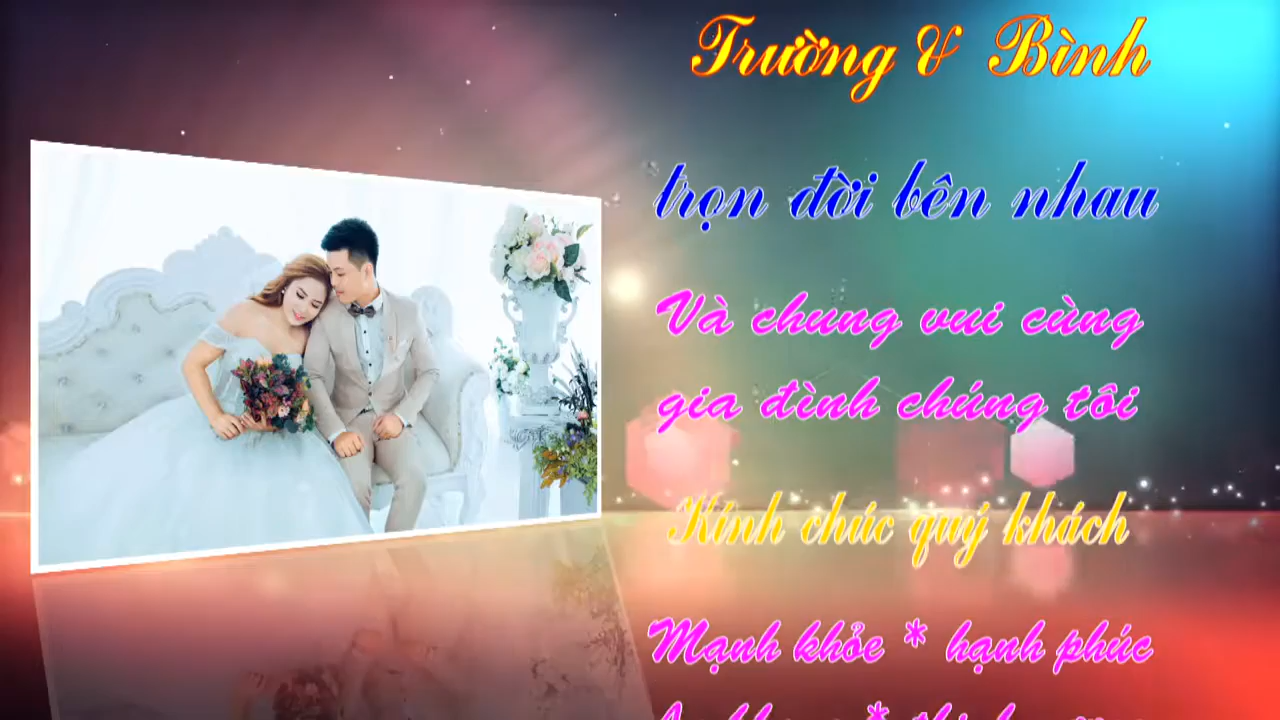 Trường & Bình
trọn đời bên nhau
Và chung vui cùng
gia đình chúng tôi
Kính chúc quý khách
Mạnh khỏe * hạnh phúc